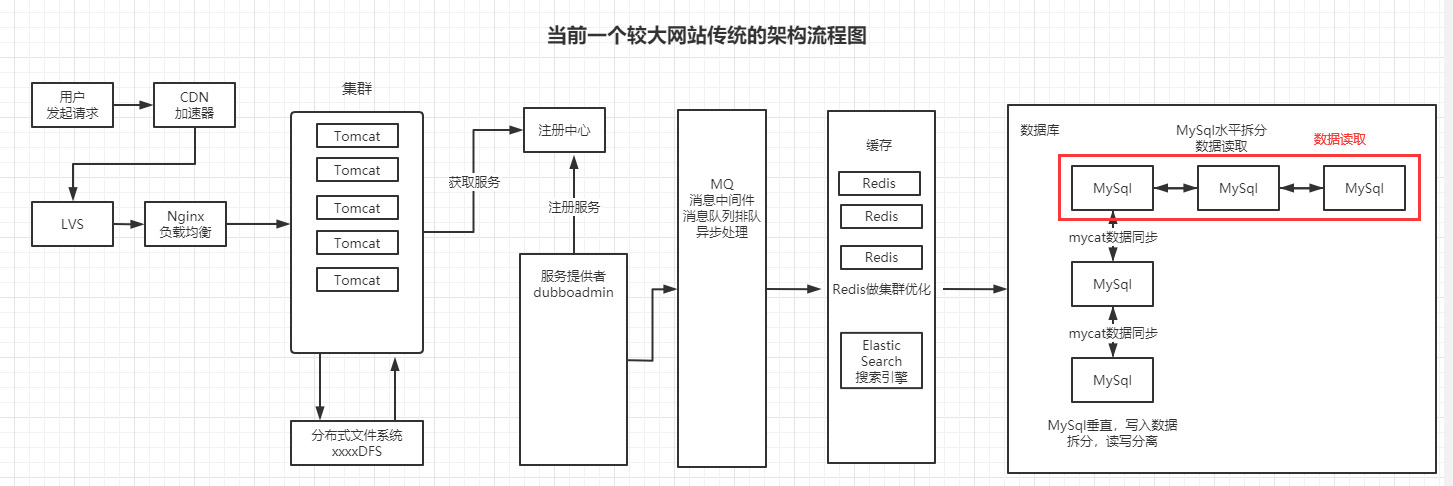 当前一个较大网站传统的架构流程图
用户
发起请求
CDN
加速器
LVS
Nginx
负载均衡
集群
Tomcat
Tomcat
Tomcat
Tomcat
Tomcat
分布式文件系统
xxxxDFS
获取服务
注册中心
注册服务
服务提供者
dubboadmin
MQ
消息中间件
消息队列排队
异步处理
缓存
Redis
Redis
Redis
Redis做集群优化
Elastic
Search
搜索引擎
数据库
MySql水平拆分
数据读取
数据读取
MySql
MySql
MySql
mycat数据同步
MySql
mycat数据同步
MySql
MySql垂直，写入数据
拆分，读写分离